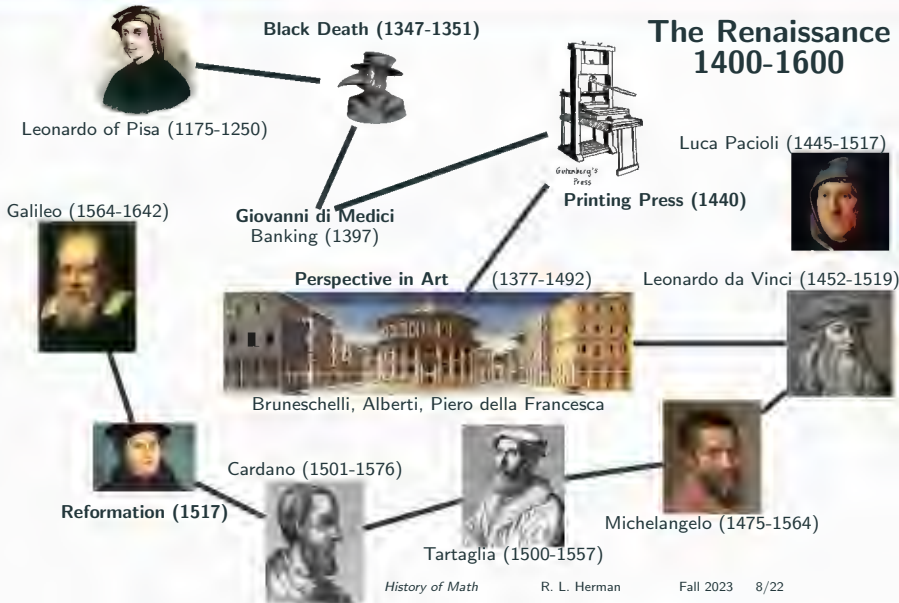 The Renaissance
1400-1600
Black Death (1347-1351)
Leonardo of Pisa (1175-1250)
Gutenberg's
Press
Printing Press (1440)
Luca Pacioli (1445-1517)
Galileo (1564-1642)
Giovanni di Medici
Banking (1397)
Perspective in Art (1377-1492)
Leonardo da Vinci (1452-1519)
Bruneschelli, Alberti, Piero della Francesca
Cardano (1501-1576)
Reformation (1517)
Michelangelo (1475-1564)
Tartaglia (1500-1557)
History of Math R. L. Herman Fall 2023 8/22